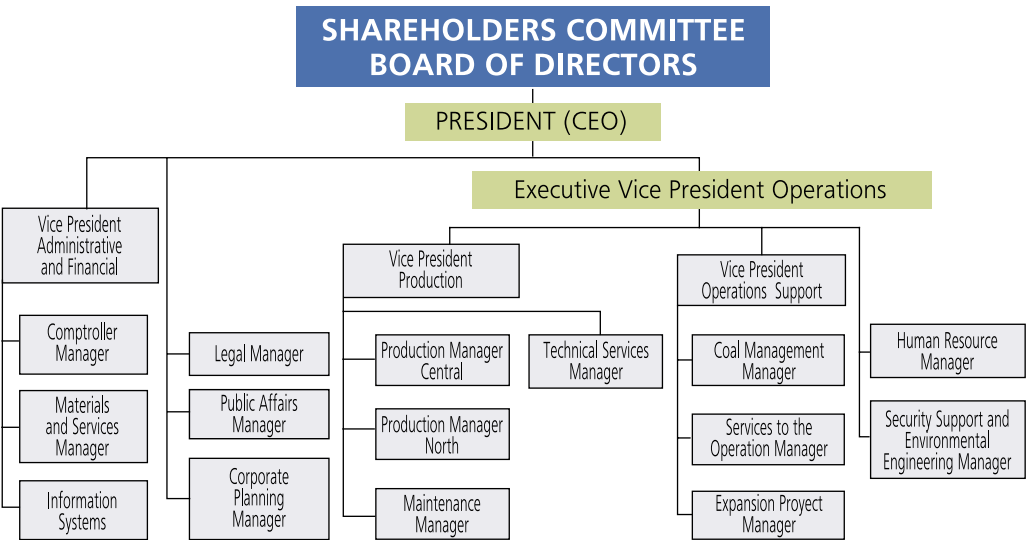 SHAREHOLDERS COMMITTEE
BOARD OF DIRECTORS
PRESIDENT (CEO)
Executive Vice President Operations
Vice President
Administrative
and Financial
Vice President
Production
Vice President
Operations Support
Comptroller
Manager
Materials
and Services
Manager
Information
Systems
Legal Manager
Public Affairs
Manager
Corporate
Planning
Manager
Production Manager
Central
Production Manager
North
Maintenance
Manager
Technical Services
Manager
Coal Management
Manager
Services to the
Operation Manager
Expansion Proyect
Manager
Human Resource
Manager
Security Support and
Environmental
Engineering Manager